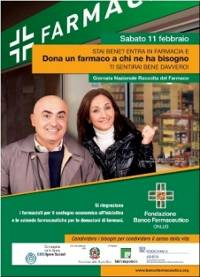 FARMAC
Sabato 11 febbraio
STAI BENE? ENTRA IN FARMACIA E
Dona un farmaco a chi ne ha bisogno
TI SENTIRAI BENE DAVVERO!
Giornata Nazionale Raccolta del Farmaco
Si ringraziano
i farmacisti per il sostegno economico all'iniziativa
e le aziende farmaceutiche per la donazione di farmaci.
Fondazione
Banco Farmaceutico
ONLUS
Condividere i bisogni per condividere il senso della vita
www.bancofarmaceutico.org